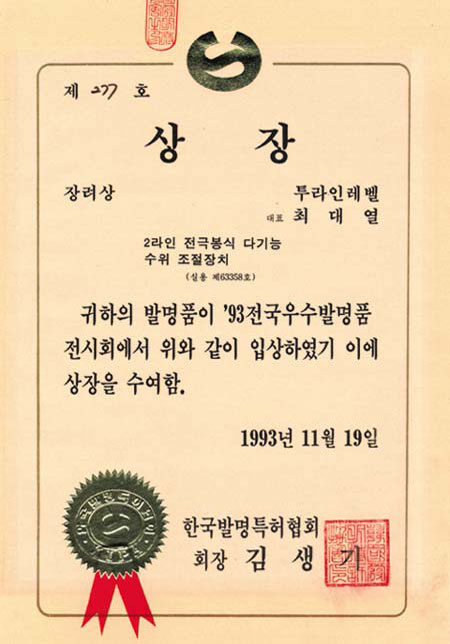 제 277 호
상 장
장려상
투라인레벨
대표 최 대 열
2라인 전극봉식 다기능
수위 조절장치
(실용 제63358호)
귀하의 발명품이 '93전국우수발명품
전시회에서 위와 같이 입상하였기 이에
상장을 수여함.
1993년 11월 19일
한국발명특허협회
회장 김 생 기